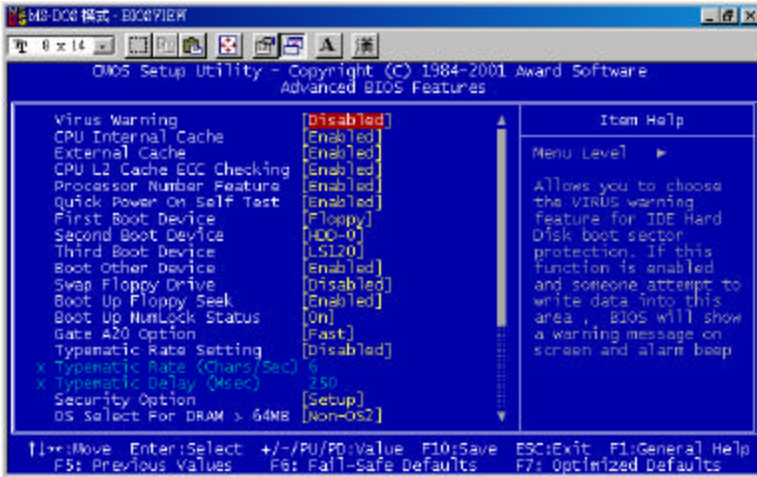 MS-DOS 模式 - BIOSVIEW
8 x 14
A 漢
CMOS Setup Utility - Copyright (C) 1984-2001 Award Software
Advanced BIOS Features
Virus Warning [Disabled]
CPU Internal Cache [Enabled]
External Cache [Enabled]
CPU L2 Cache ECC Checking [Enabled]
Processor Number Feature [Enabled]
Quick Power On Self Test [Enabled]
First Boot Device [Floppy]
Second Boot Device [HDD-0]
Third Boot Device [LS120]
Boot Other Device [Enabled]
Swap Floppy Drive [Disabled]
Boot Up Floppy Seek [Enabled]
Boot Up NumLock Status [On]
Gate A20 Option [Fast]
Typematic Rate Setting [Disabled]
x Typematic Rate (Chars/Sec) 6
x Typematic Delay (Msec) 250
Security Option [Setup]
OS Select For DRAM > 64MB [Non-OS2]
Item Help
Menu Level ►
Allows you to choose
the VIRUS warning
feature for IDE Hard
Disk boot sector
protection. If this
function is enabled
and someone attempt to
write data into this
area , BIOS will show
a warning message on
screen and alarm beep
↑↓→←:Move Enter:Select +/-/PU/PD:Value F10:Save ESC:Exit F1:General Help
F5: Previous Values F6: Fail-Safe Defaults F7: Optimized Defaults